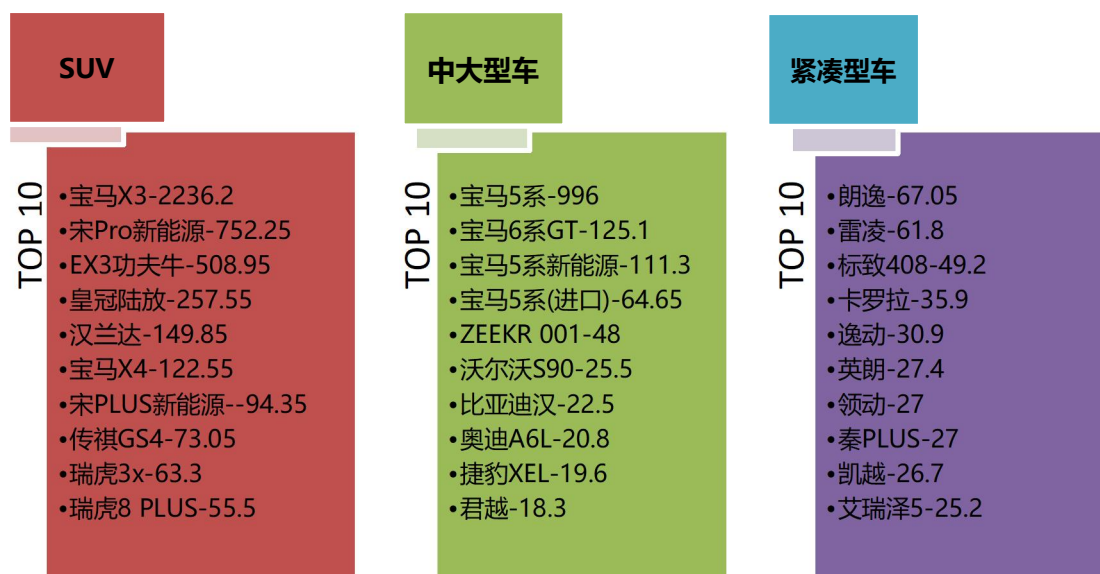 SUV
TOP 10
•宝马X3-2236.2
•宋Pro新能源-752.25
•EX3功夫牛-508.95
•皇冠陆放-257.55
•汉兰达-149.85
•宝马X4-122.55
•宋PLUS新能源--94.35
•传祺GS4-73.05
•瑞虎3x-63.3
•瑞虎8 PLUS-55.5
中大型车
TOP 10
•宝马5系-996
•宝马6系GT-125.1
•宝马5系新能源-111.3
•宝马5系(进口)-64.65
•ZEEKR 001-48
•沃尔沃S90-25.5
•比亚迪汉-22.5
•奥迪A6L-20.8
•捷豹XEL-19.6
•君越-18.3
紧凑型车
TOP 10
•朗逸-67.05
•雷凌-61.8
•标致408-49.2
•卡罗拉-35.9
•逸动-30.9
•英朗-27.4
•领动-27
•秦PLUS-27
•凯越-26.7
•艾瑞泽5-25.2